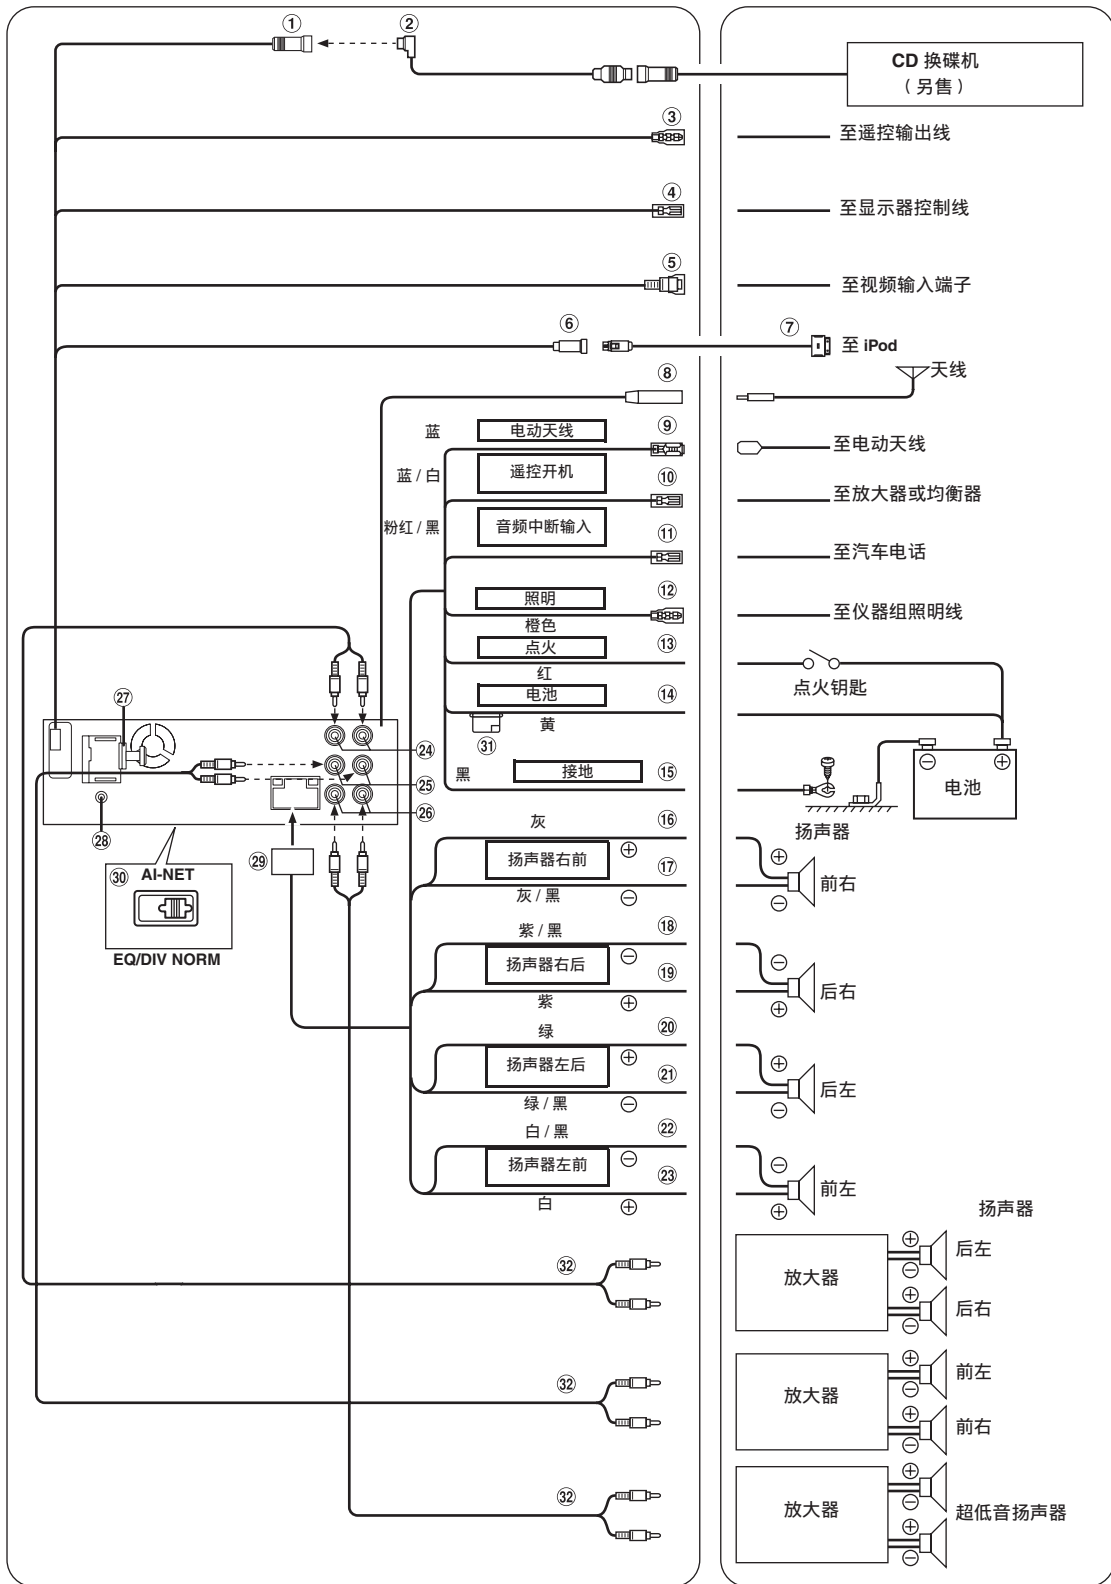 ① ②
CD 换碟机
（另售）
③ 至遥控输出线
④ 至显示器控制线
⑤ 至视频输入端子
⑥ ⑦ 至 iPod
⑧ 天线
蓝 电动天线 ⑨ 至电动天线
蓝 / 白 遥控开机 ⑩ 至放大器或均衡器
粉红 / 黑 音频中断输入 ⑪ 至汽车电话
照明 ⑫ 至仪器组照明线
橙色
点火 ⑬
红 点火钥匙
电池 ⑭
黄
㉛
黑 接地 ⑮
⊖ ⊕
电池
扬声器
㉗
㉔
㉕
㉖
㉘
㉙
㉚ AI-NET
EQ/DIV NORM
灰 ⑯
扬声器右前 ⊕ ⑰ ⊕ 前右
灰 / 黑 ⊖ ⊖
紫 / 黑 ⑱
扬声器右后 ⊖ ⑲ ⊖ 后右
紫 ⊕ ⊕
绿 ⑳
扬声器左后 ⊕ ㉑ ⊕ 后左
绿 / 黑 ⊖ ⊖
白 / 黑 ㉒
扬声器左前 ⊖ ㉓ ⊖ 前左
白 ⊕ ⊕
扬声器
㉜ 放大器 ⊕ ⊖ 后左
⊕ ⊖ 后右
㉜ 放大器 ⊕ ⊖ 前左
⊕ ⊖ 前右
㉜ 放大器 ⊕ ⊖ 超低音扬声器
⊕ ⊖